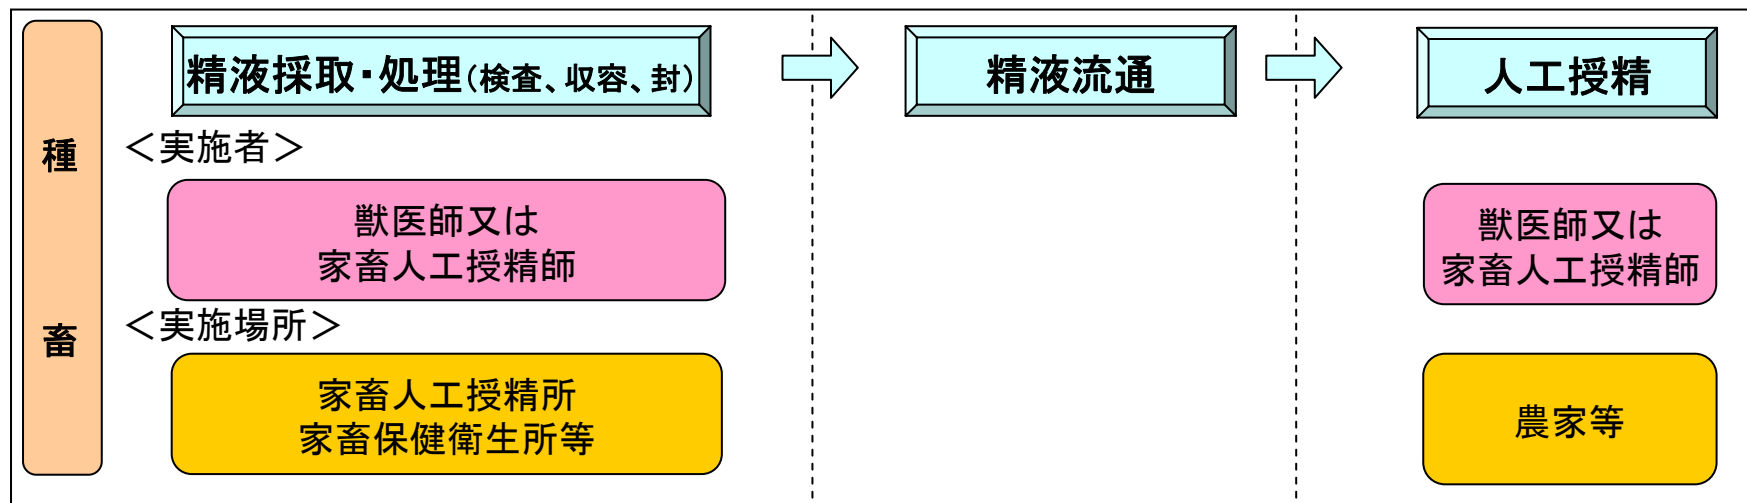 種畜
精液採取・処理(検査、収容、封)
精液流通
人工授精
＜実施者＞
獣医師又は
家畜人工授精師
獣医師又は
家畜人工授精師
＜実施場所＞
家畜人工授精所
家畜保健衛生所等
農家等